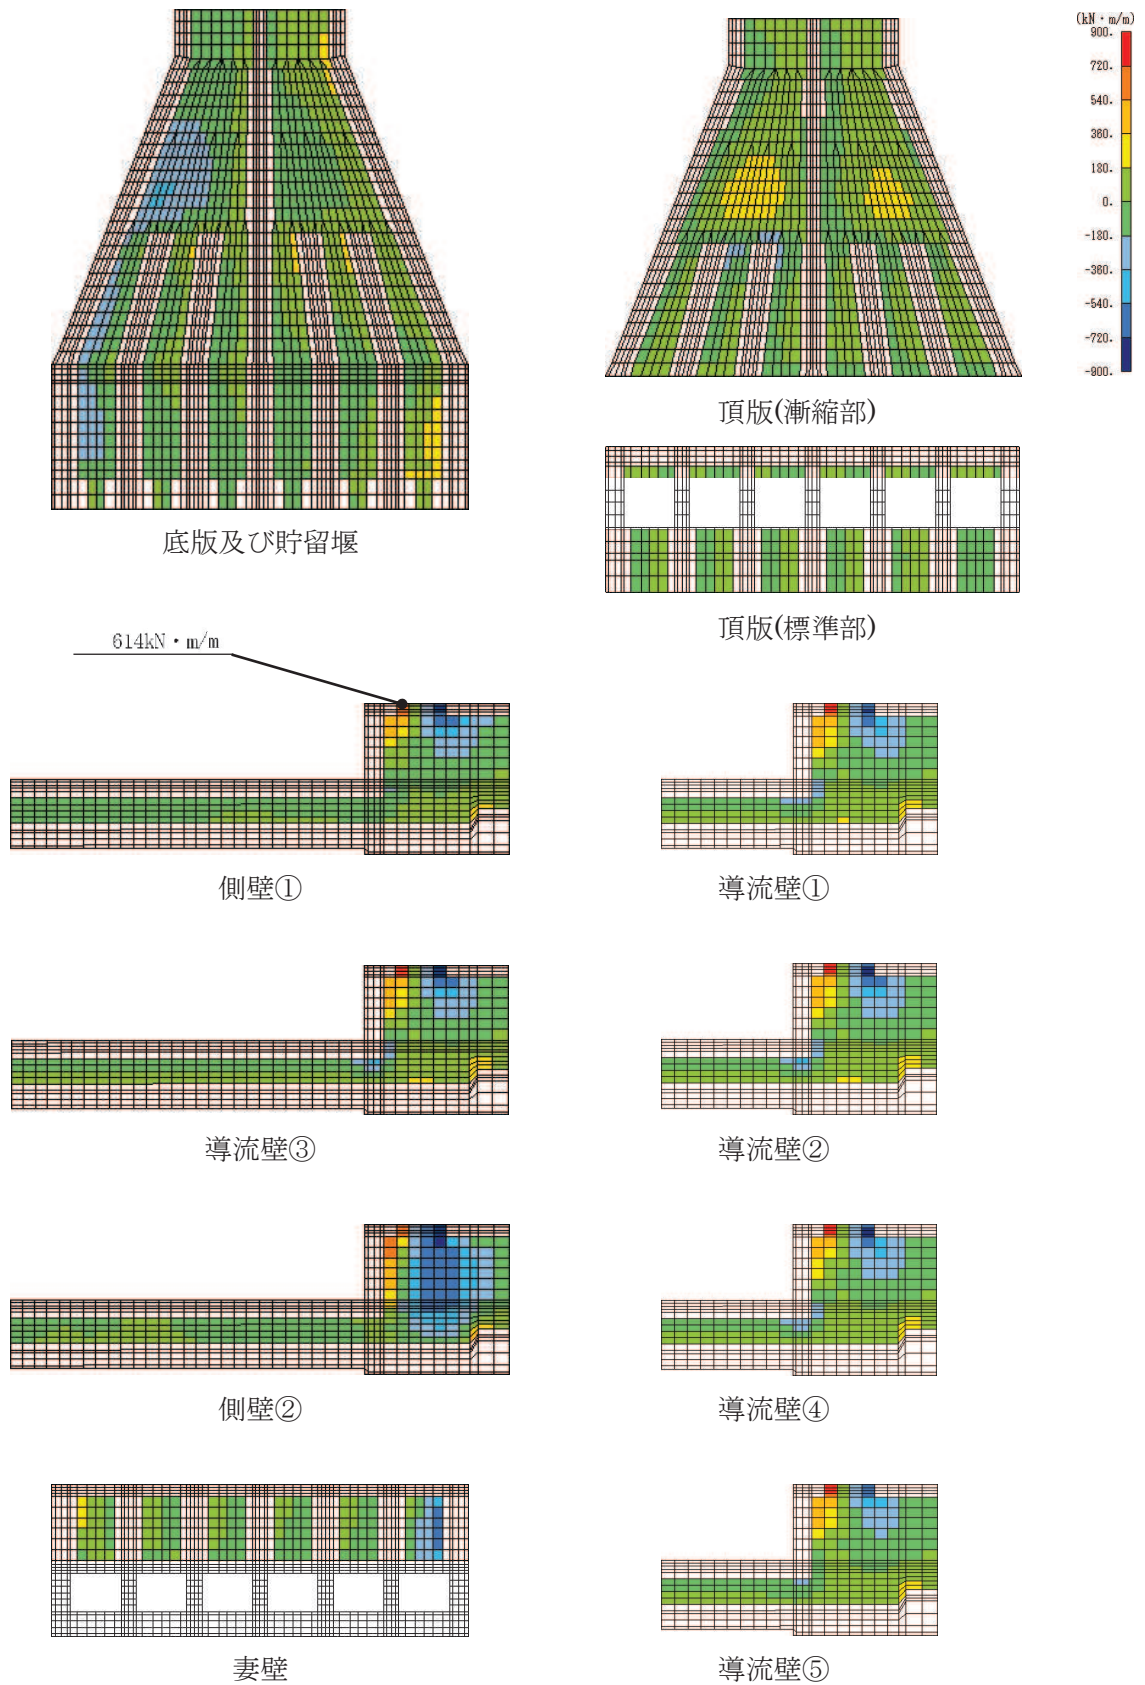 (kN・m/m)
900.
720.
540.
360.
180.
0.
-180.
-360.
-540.
-720.
-900.
頂版(漸縮部)
底版及び貯留堰
頂版(標準部)
614kN・m/m
側壁①
導流壁①
導流壁③
導流壁②
側壁②
導流壁④
妻壁
導流壁⑤